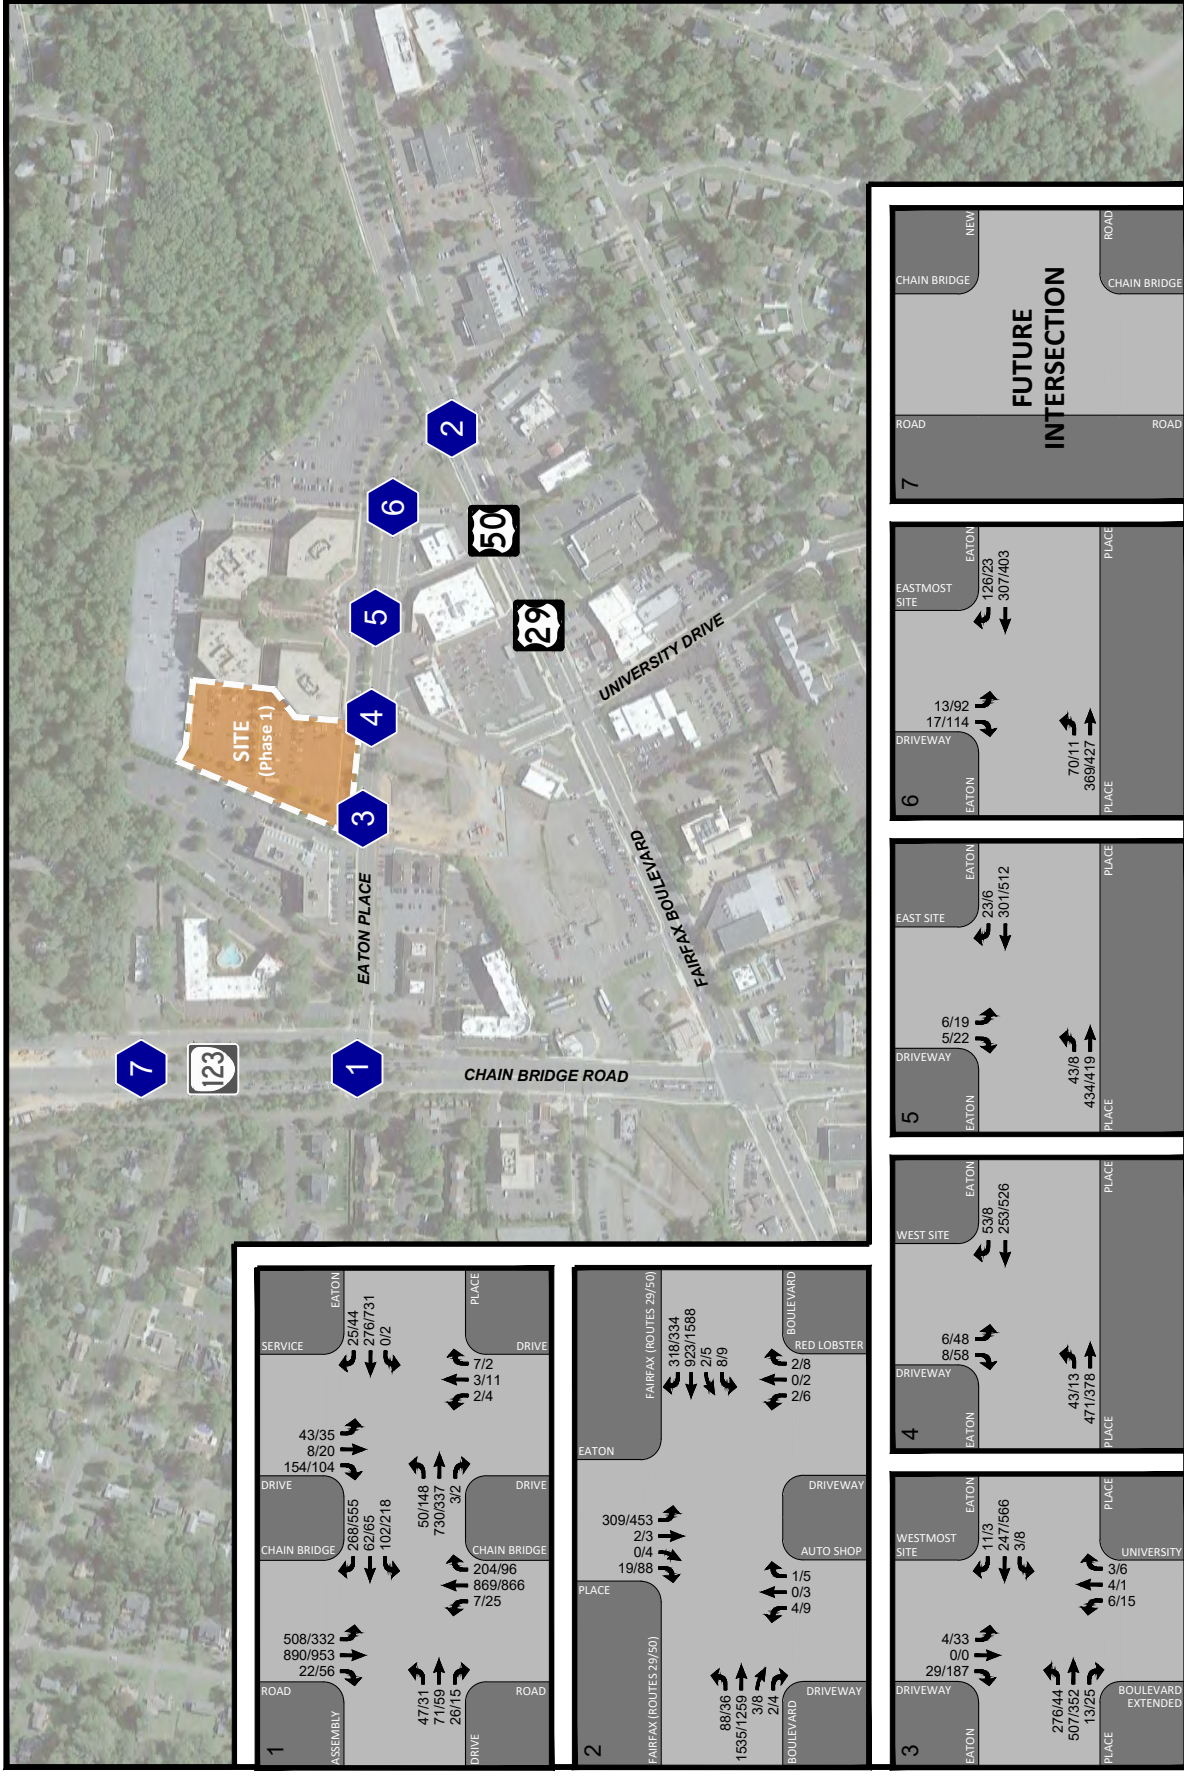 7
123
1
CHAIN BRIDGE ROAD
EATON PLACE
SITE
(Phase 1)
3
4
5
6
2
50
29
UNIVERSITY DRIVE
FAIRFAX BOULEVARD
1
ROAD
ASSEMBLY
DRIVE
CHAIN BRIDGE
SERVICE
EATON
508/332
890/953
22/56
268/555
62/65
102/218
43/35
8/20
154/104
25/44
276/731
0/2
47/31
71/59
26/15
204/96
869/866
7/25
50/148
730/337
3/2
7/2
3/11
2/4
DRIVE
ROAD
CHAIN BRIDGE
DRIVE
DRIVE
PLACE
2
FAIRFAX (ROUTES 29/50)
PLACE
EATON
FAIRFAX (ROUTES 29/50)
309/453
2/3
0/4
19/88
318/334
923/1588
2/5
8/9
88/36
1535/1259
3/8
2/4
1/5
0/3
4/9
2/8
0/2
2/6
BOULEVARD
DRIVEWAY
AUTO SHOP
DRIVEWAY
RED LOBSTER
BOULEVARD
3
EATON
DRIVEWAY
WESTMOST
SITE
EATON
4/33
0/0
29/187
11/3
247/566
3/8
276/44
507/352
13/25
3/6
4/1
6/15
PLACE
BOULEVARD
EXTENDED
UNIVERSITY
PLACE
4
EATON
DRIVEWAY
WEST SITE
EATON
6/48
8/58
53/8
253/526
43/13
471/378
PLACE
PLACE
5
EATON
DRIVEWAY
EAST SITE
EATON
6/19
5/22
23/6
301/512
43/8
434/419
PLACE
PLACE
6
EATON
DRIVEWAY
EASTMOST
SITE
EATON
13/92
17/114
126/23
307/403
70/11
369/427
PLACE
PLACE
7
ROAD
CHAIN BRIDGE
NEW
FUTURE
INTERSECTION
ROAD
CHAIN BRIDGE
ROAD